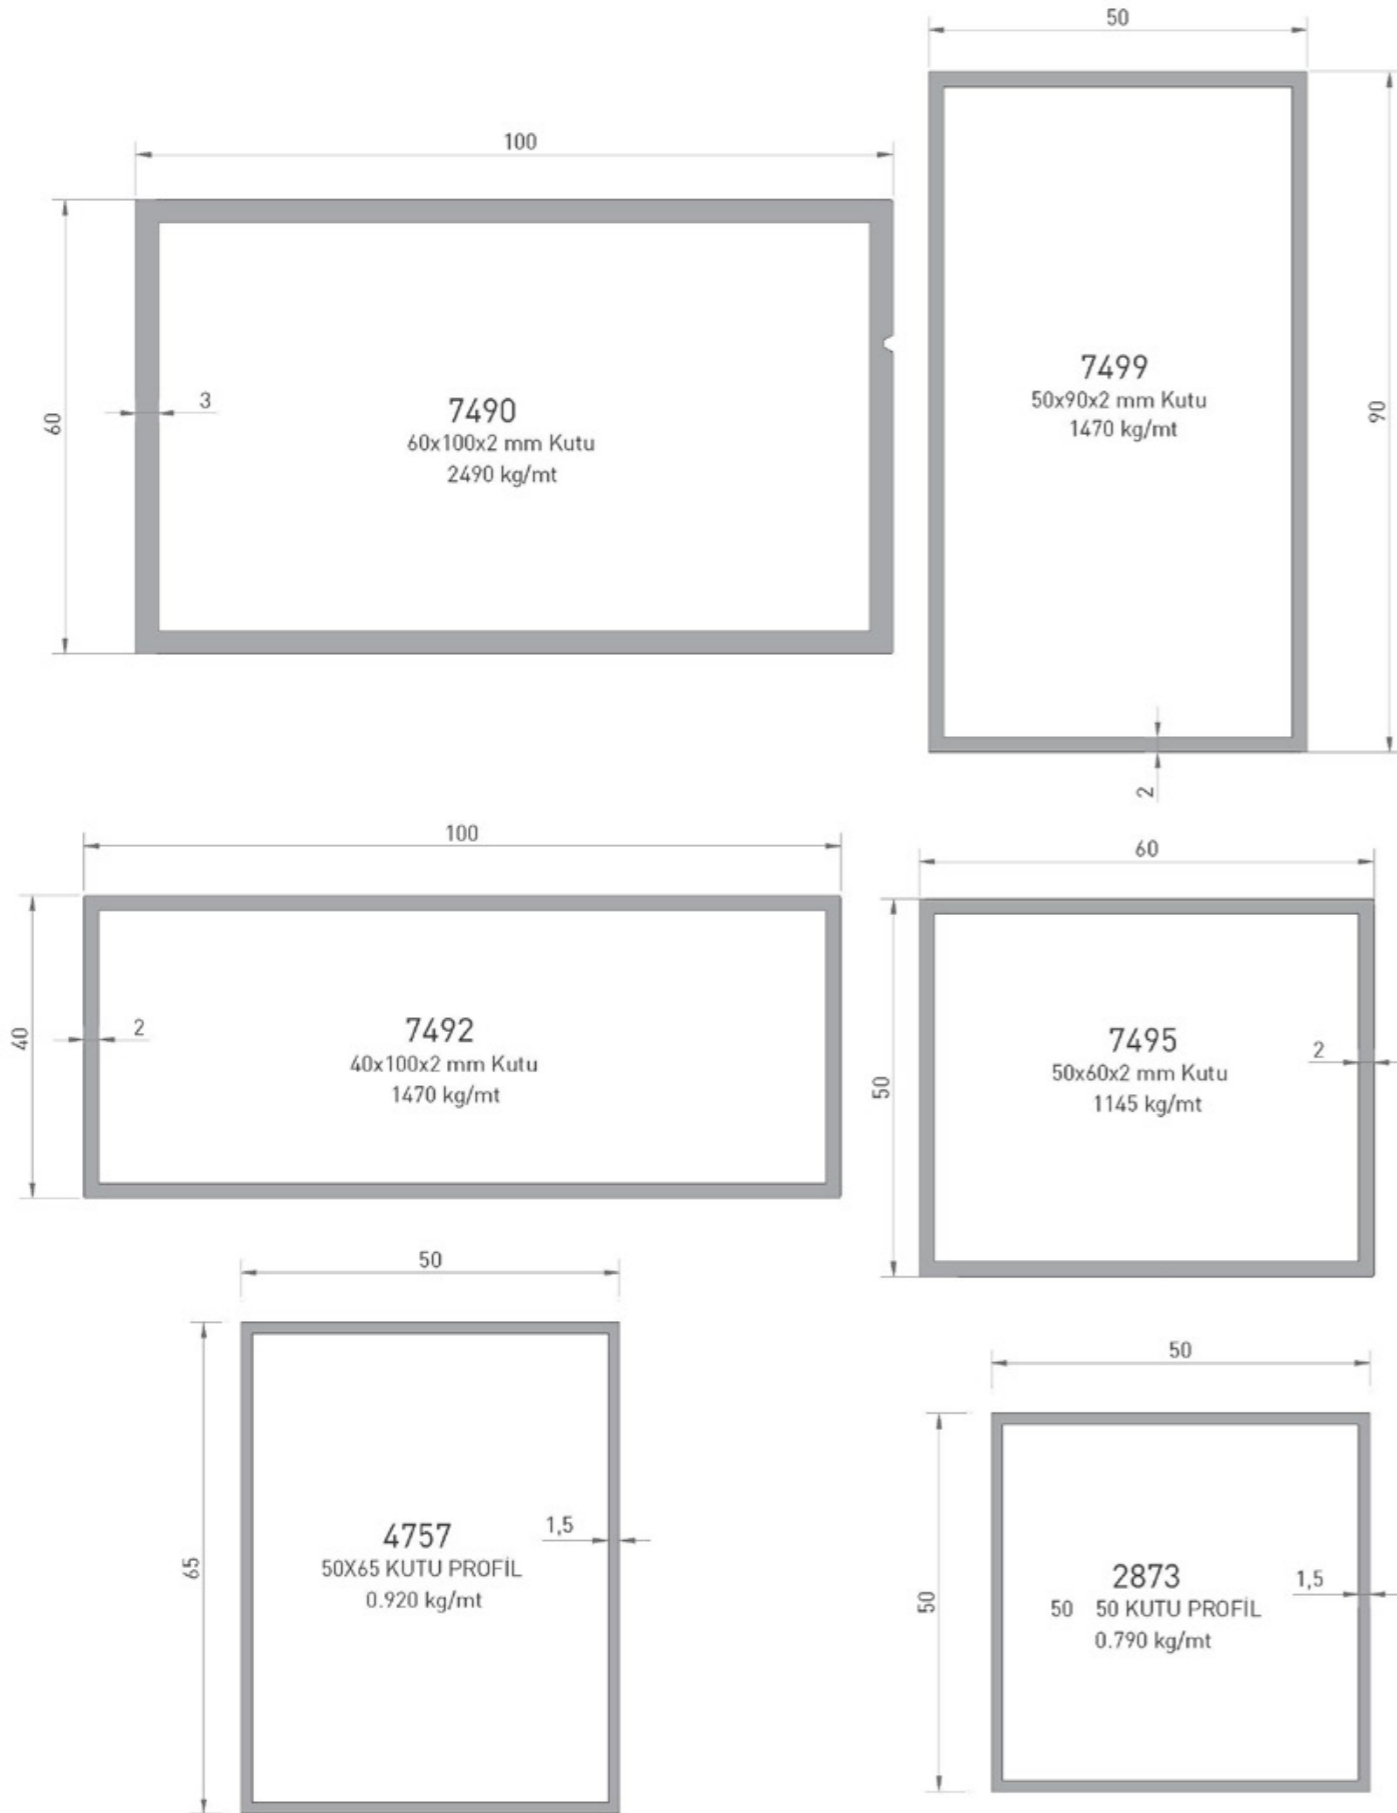 50
100
60
3
7490
60x100x2 mm Kutu
2490 kg/mt
7499
50x90x2 mm Kutu
1470 kg/mt
90
2
100
40
2
7492
40x100x2 mm Kutu
1470 kg/mt
60
50
7495
50x60x2 mm Kutu
1145 kg/mt
2
50
65
4757
50X65 KUTU PROFİL
0.920 kg/mt
1,5
50
50
2873
50 50 KUTU PROFİL
0.790 kg/mt
1,5